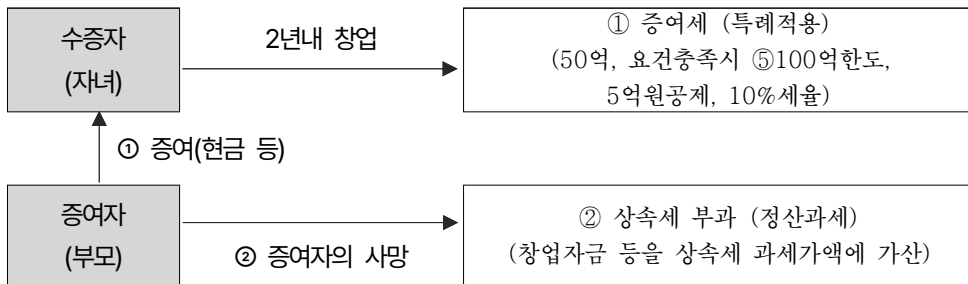 수증자
(자녀)
2년내 창업
① 증여세 (특례적용)
(50억, 요건충족시 ⑤100억한도,
5억원공제, 10%세율)
① 증여(현금 등)
증여자
(부모)
② 증여자의 사망
② 상속세 부과 (정산과세)
(창업자금 등을 상속세 과세가액에 가산)